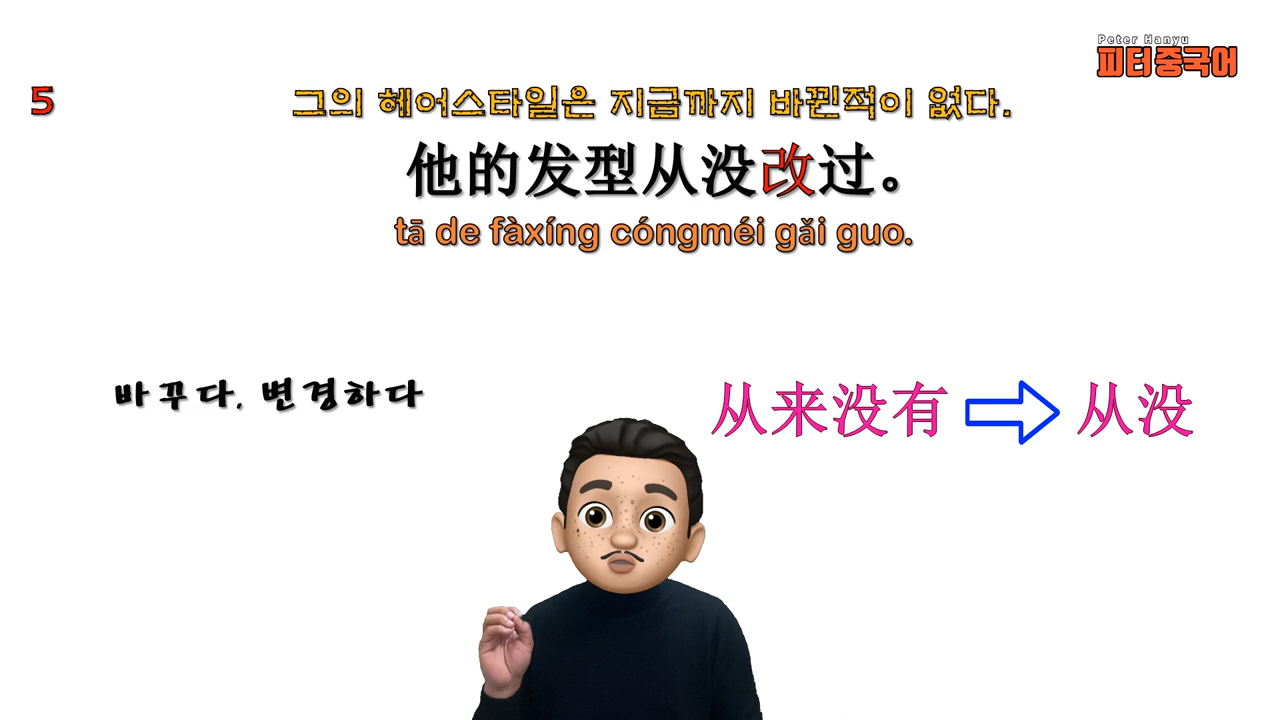 Peter Hanyu
피터 중국어
5
그의 헤어스타일은 지금까지 바뀐적이 없다.
他的发型从没改过。
tā de fàxíng cóngméi gǎi guo.
바꾸다, 변경하다
从来没有 ⇨ 从没